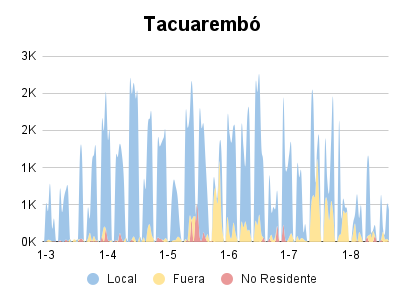 Tacuarembó
3K
2K
2K
1K
1K
0K
1-3 1-4 1-5 1-6 1-7 1-8
Local Fuera No Residente